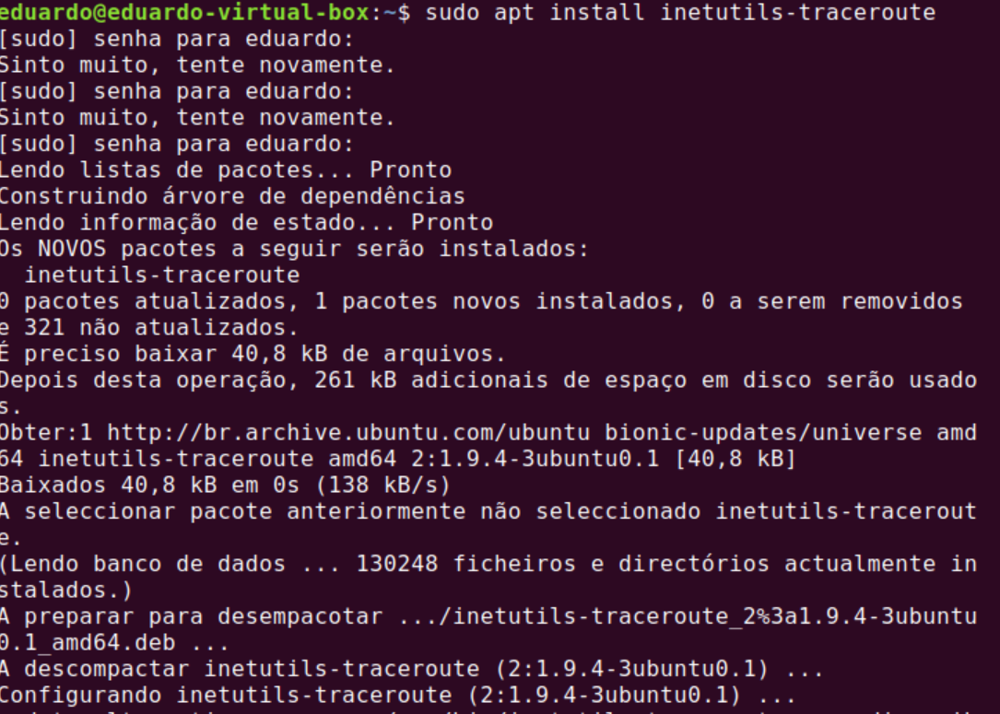 eduardo@eduardo-virtual-box:~$ sudo apt install inetutils-traceroute
[sudo] senha para eduardo:
Sinto muito, tente novamente.
[sudo] senha para eduardo:
Sinto muito, tente novamente.
[sudo] senha para eduardo:
Lendo listas de pacotes... Pronto
Construindo árvore de dependências
Lendo informação de estado... Pronto
Os NOVOS pacotes a seguir serão instalados:
  inetutils-traceroute
0 pacotes atualizados, 1 pacotes novos instalados, 0 a serem removidos
e 321 não atualizados.
É preciso baixar 40,8 kB de arquivos.
Depois desta operação, 261 kB adicionais de espaço em disco serão usado
s.
Obter:1 http://br.archive.ubuntu.com/ubuntu bionic-updates/universe amd
64 inetutils-traceroute amd64 2:1.9.4-3ubuntu0.1 [40,8 kB]
Baixados 40,8 kB em 0s (138 kB/s)
A seleccionar pacote anteriormente não seleccionado inetutils-tracerout
e.
(Lendo banco de dados ... 130248 ficheiros e directórios actualmente in
stalados.)
A preparar para desempacotar .../inetutils-traceroute_2%3a1.9.4-3ubuntu
0.1_amd64.deb ...
A descompactar inetutils-traceroute (2:1.9.4-3ubuntu0.1) ...
Configurando inetutils-traceroute (2:1.9.4-3ubuntu0.1) ...